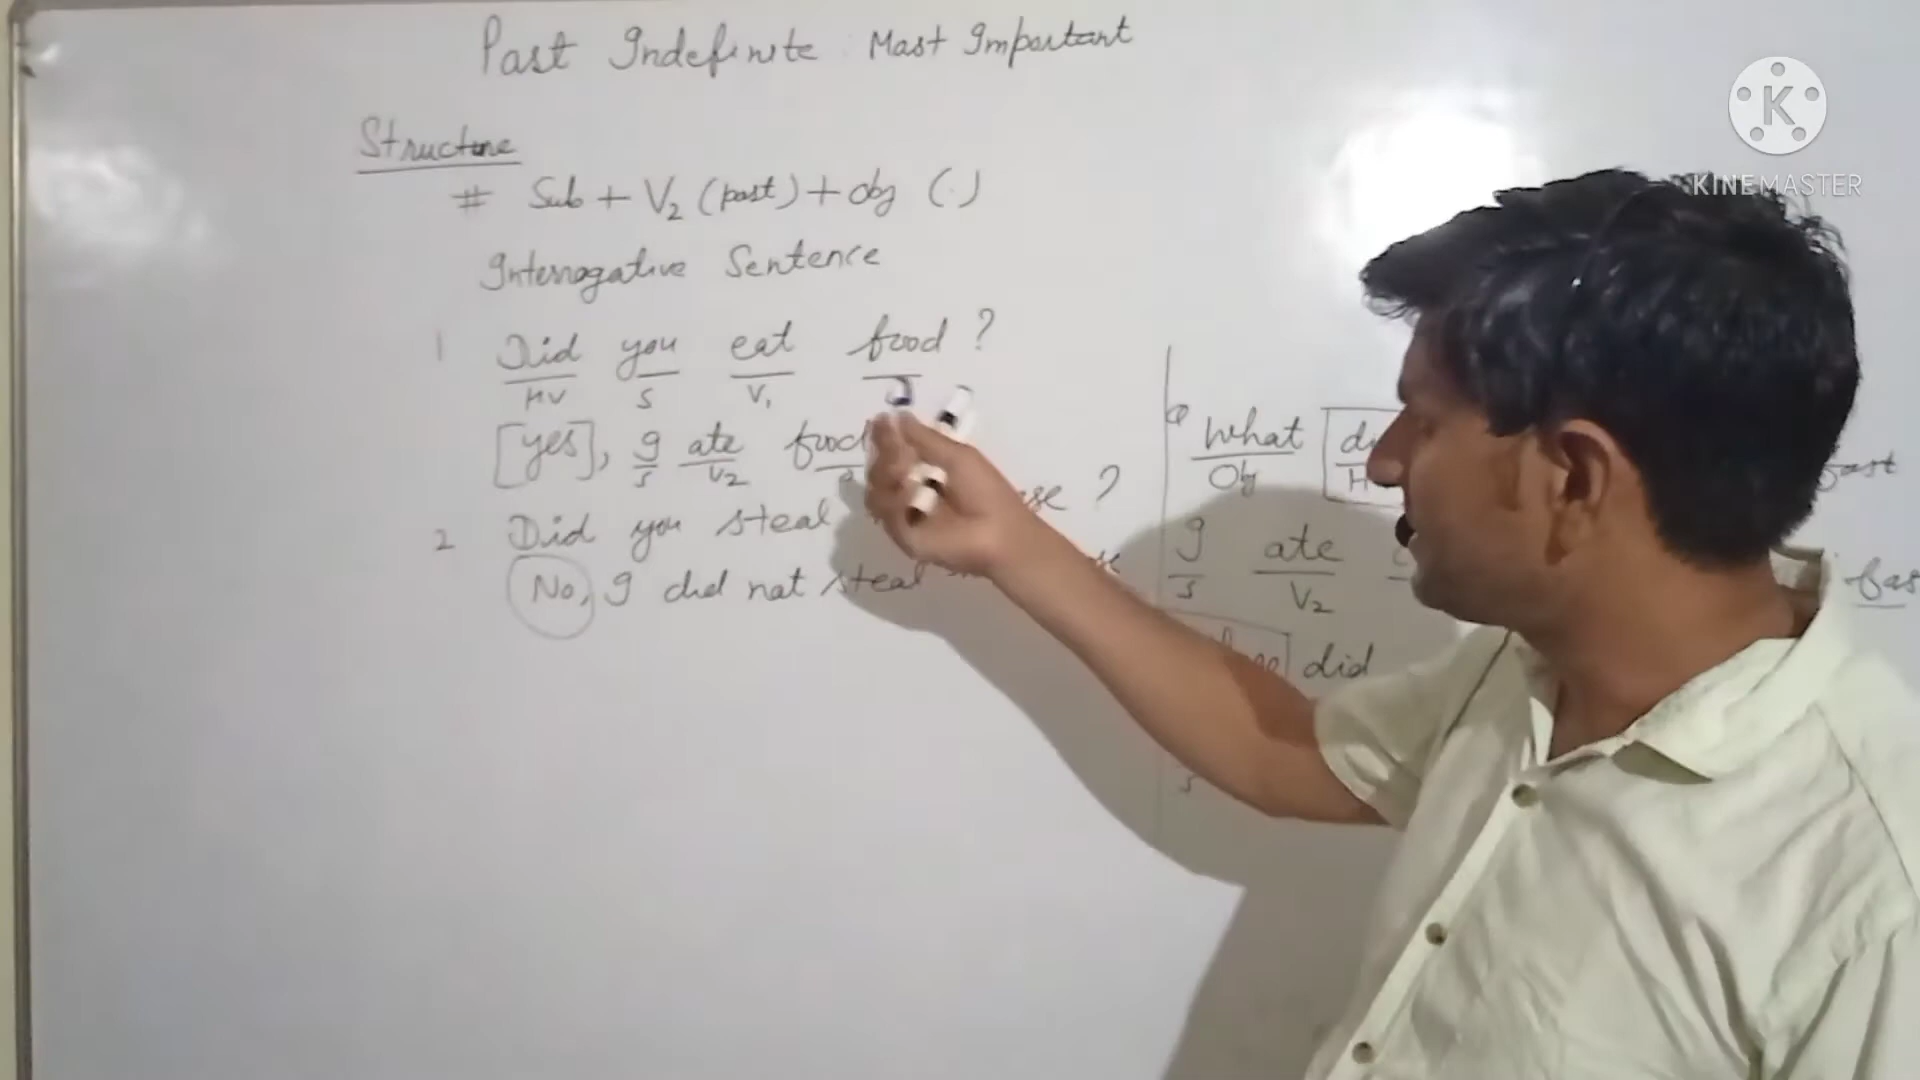 Past Indefinite Mast Important
Structure
# Sub + V2 (past) + obj (.)
Interrogative Sentence
1 Did you eat food ?
HV S V1
[yes], I ate food
S V2
2 Did you steal ?
No, I did not steal
Q What
Obj H
I ate
S V2
did
S
K
KINEMASTER